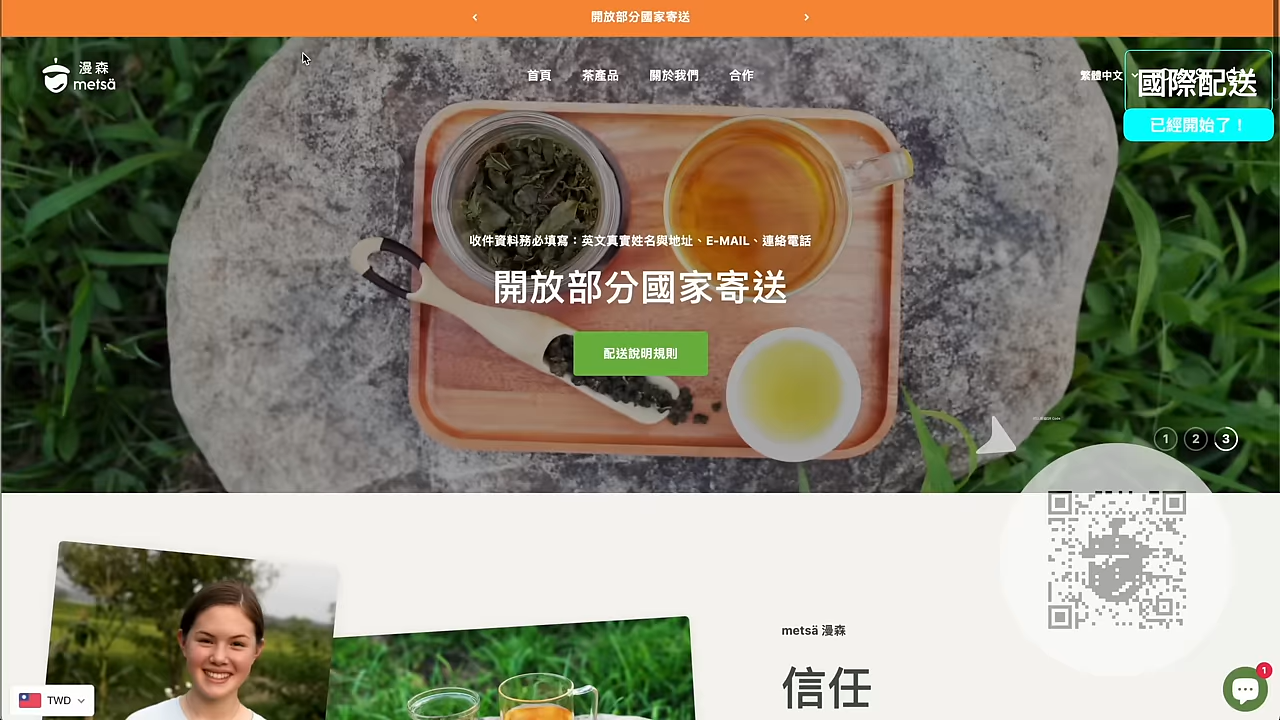 開放部分國家寄送
漫森
metsä
首頁
茶產品
關於我們
合作
繁體中文
國際配送
已經開始了！
收件資料務必填寫：英文真實姓名與地址、E-MAIL、連絡電話
開放部分國家寄送
配送說明規則
1
2
3
metsä 漫森
信任
TWD
1